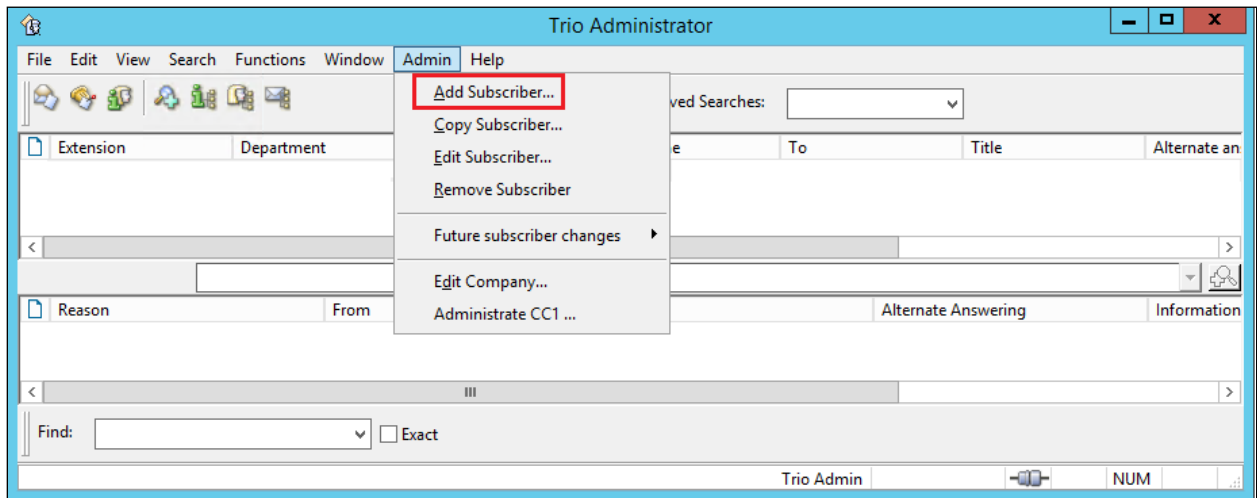 Trio Administrator
File Edit View Search Functions Window Admin Help
Add Subscriber...
Copy Subscriber...
Edit Subscriber...
Remove Subscriber
Future subscriber changes
Edit Company...
Administrate CC1 ...
Searches:
Extension Department To Title Alternate
Reason From Alternate Answering Information
Find: Exact
Trio Admin NUM